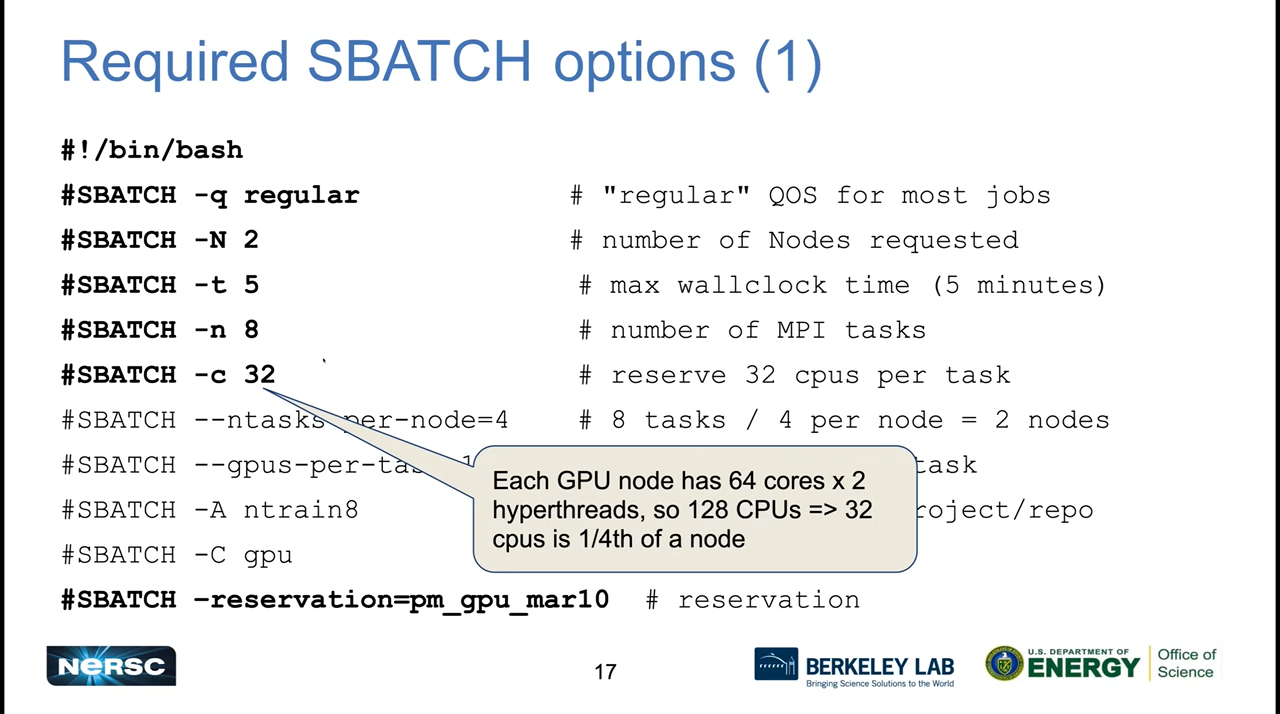 Required SBATCH options (1)
#!/bin/bash
#SBATCH -q regular # "regular" QOS for most jobs
#SBATCH -N 2 # number of Nodes requested
#SBATCH -t 5 # max wallclock time (5 minutes)
#SBATCH -n 8 # number of MPI tasks
#SBATCH -c 32 # reserve 32 cpus per task
#SBATCH --ntasks-per-node=4 # 8 tasks / 4 per node = 2 nodes
#SBATCH --gpus-per-task task
#SBATCH -A ntrain8 project/repo
#SBATCH -C gpu
#SBATCH –reservation=pm_gpu_mar10 # reservation
Each GPU node has 64 cores x 2
hyperthreads, so 128 CPUs => 32
cpus is 1/4th of a node
NERSC
17
BERKELEY LAB
Bringing Science Solutions to the World
U.S. DEPARTMENT OF
ENERGY
Office of
Science